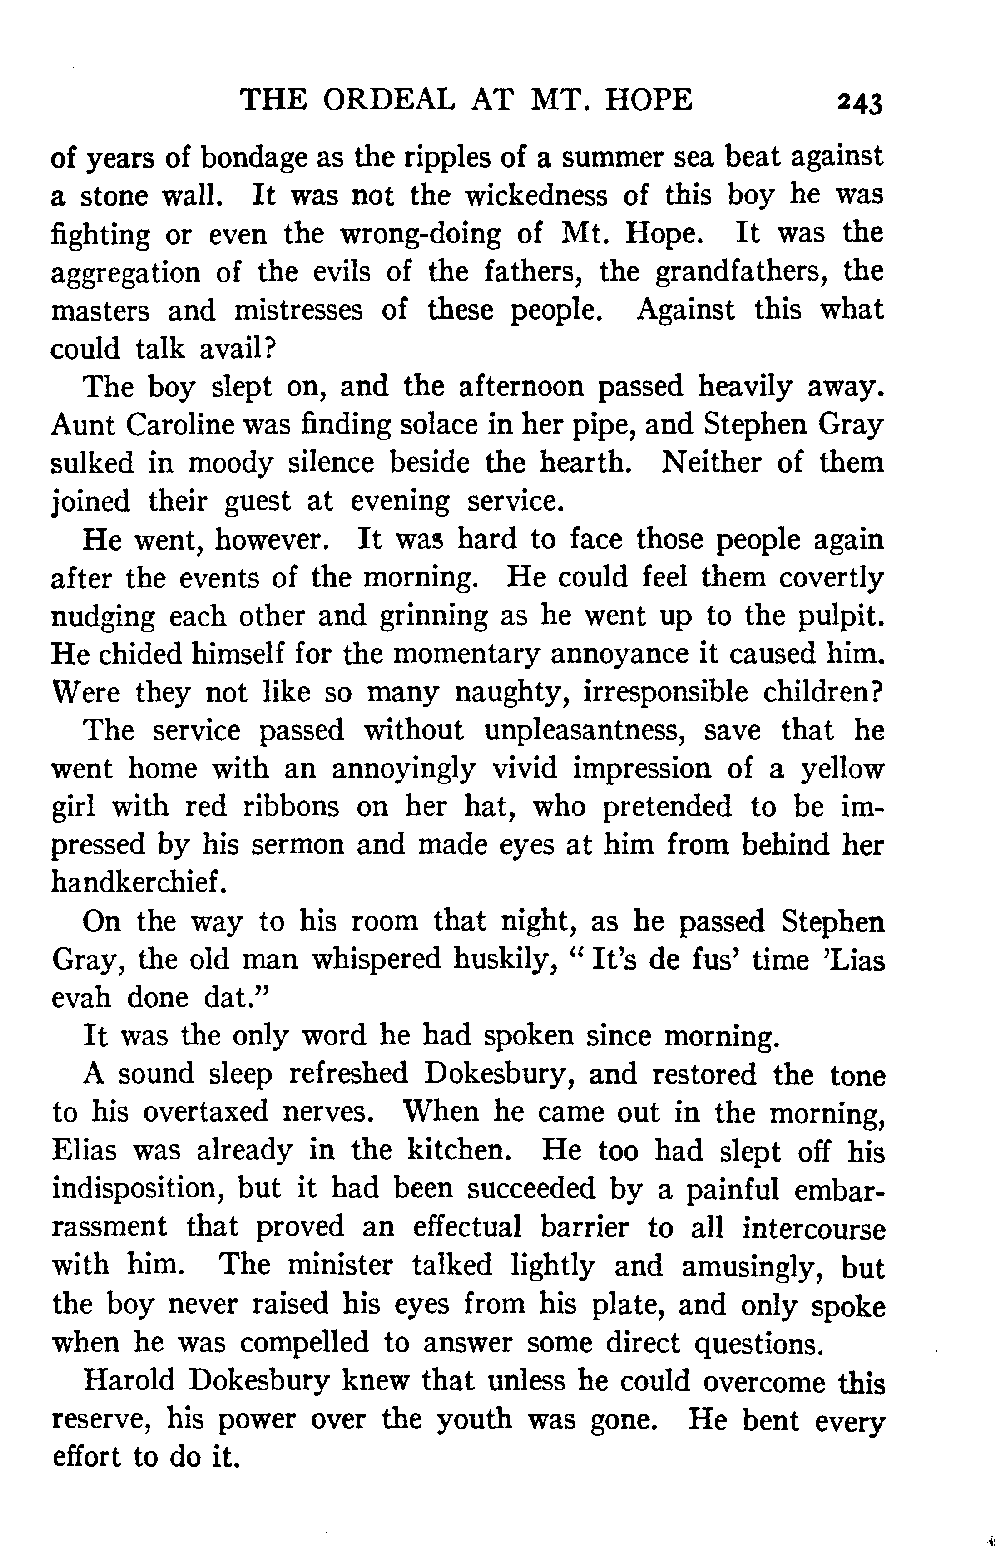 THE ORDEAL AT MT. HOPE 243
of years of bondage as the ripples of a summer sea beat against
a stone wall. It was not the wickedness of this boy he was
fighting or even the wrong-doing of Mt. Hope. It was the
aggregation of the evils of the fathers, the grandfathers, the
masters and mistresses of these people. Against this what
could talk avail?
The boy slept on, and the afternoon passed heavily away.
Aunt Caroline was finding solace in her pipe, and Stephen Gray
sulked in moody silence beside the hearth. Neither of them
joined their guest at evening service.
He went, however. It was hard to face those people again
after the events of the morning. He could feel them covertly
nudging each other and grinning as he went up to the pulpit.
He chided himself for the momentary annoyance it caused him.
Were they not like so many naughty, irresponsible children?
The service passed without unpleasantness, save that he
went home with an annoyingly vivid impression of a yellow
girl with red ribbons on her hat, who pretended to be im-
pressed by his sermon and made eyes at him from behind her
handkerchief.
On the way to his room that night, as he passed Stephen
Gray, the old man whispered huskily, “ It’s de fus’ time ’Lias
evah done dat.”
It was the only word he had spoken since morning.
A sound sleep refreshed Dokesbury, and restored the tone
to his overtaxed nerves. When he came out in the morning,
Elias was already in the kitchen. He too had slept off his
indisposition, but it had been succeeded by a painful embar-
rassment that proved an effectual barrier to all intercourse
with him. The minister talked lightly and amusingly, but
the boy never raised his eyes from his plate, and only spoke
when he was compelled to answer some direct questions.
Harold Dokesbury knew that unless he could overcome this
reserve, his power over the youth was gone. He bent every
effort to do it.